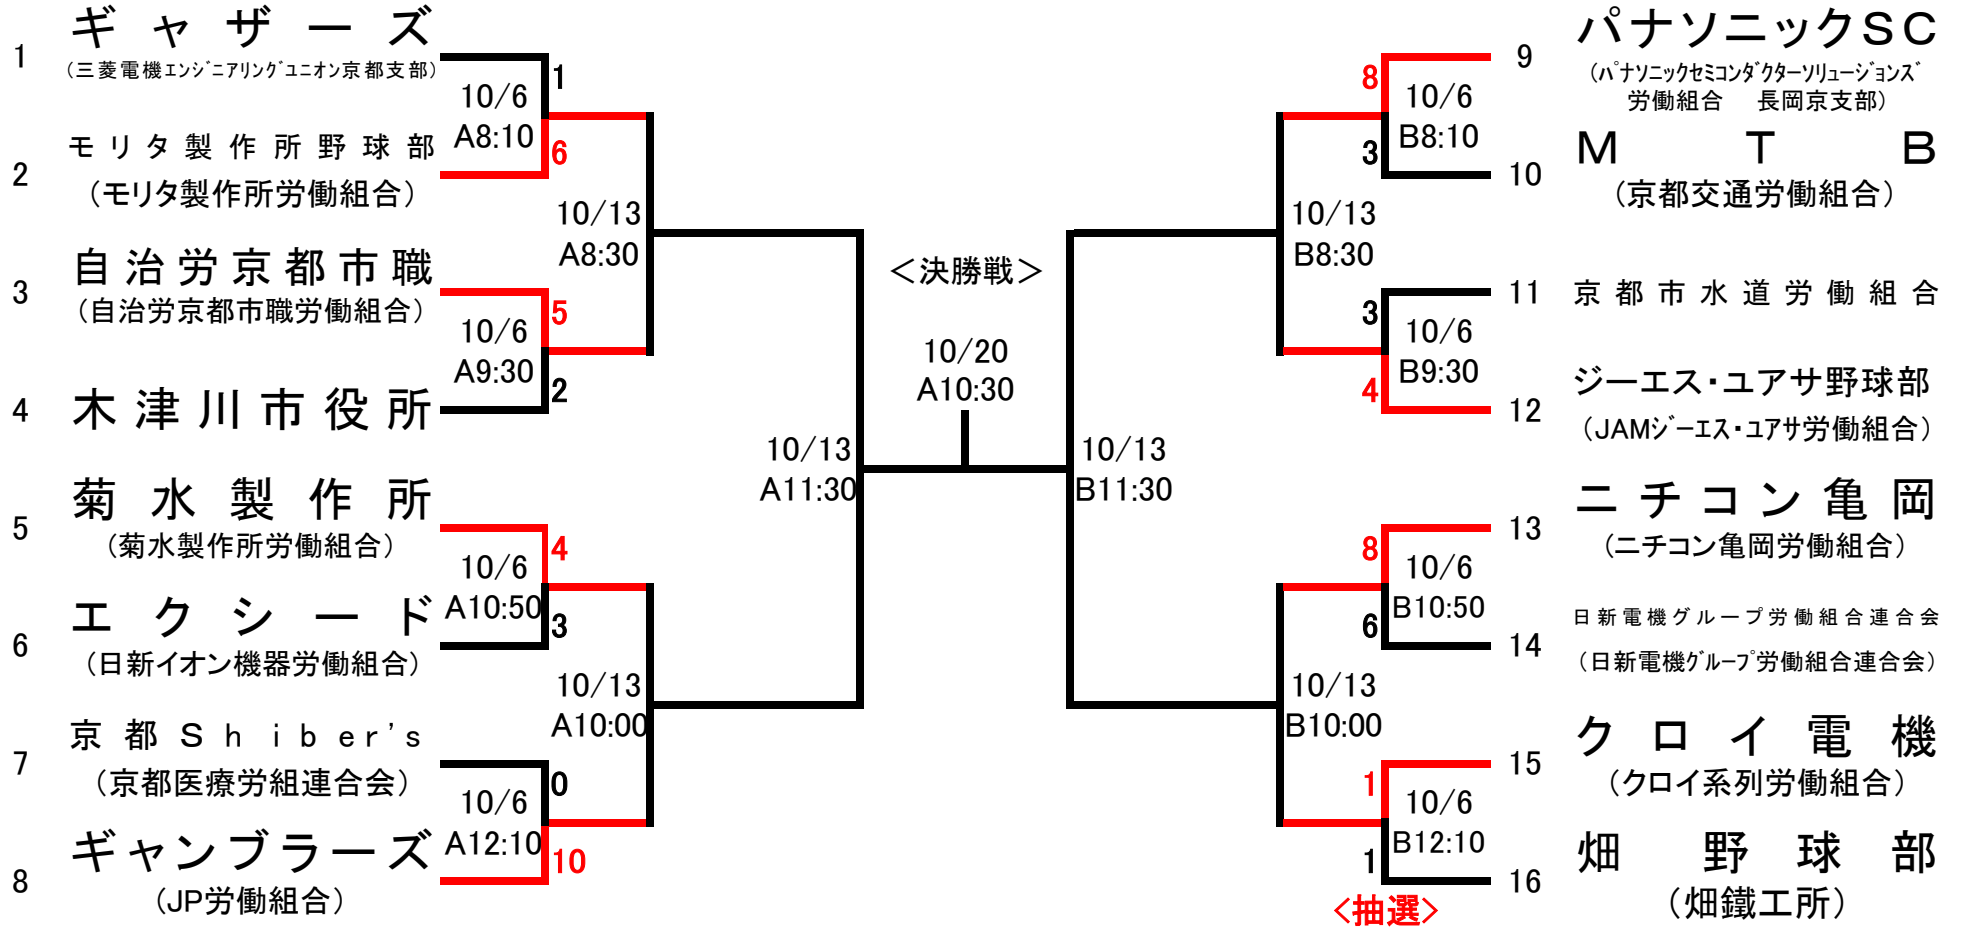 1
ギャザーズ
(三菱電機エンジニアリングユニオン京都支部)
2
モリタ製作所野球部
(モリタ製作所労働組合)
3
自治労京都市職
(自治労京都市職労働組合)
4
木津川市役所
5
菊水製作所
(菊水製作所労働組合)
6
エクシード
(日新イオン機器労働組合)
7
京都Shiber's
(京都医療労組連合会)
8
ギャンブラーズ
(JP労働組合)
10/6
A8:10
1
6
10/6
A9:30
5
2
10/6
A10:50
4
3
10/6
A12:10
0
10
10/13
A8:30
10/13
A10:00
10/13
A11:30
<決勝戦>
10/20
A10:30
10/13
B11:30
10/13
B8:30
10/13
B10:00
8
3
10/6
B8:10
3
4
10/6
B9:30
8
6
10/6
B10:50
1
1
10/6
B12:10
<抽選>
9
パナソニックSC
(パナソニックセミコンダクターソリュージョンズ
労働組合 長岡京支部)
10
MTB
(京都交通労働組合)
11
京都市水道労働組合
12
ジーエス・ユアサ野球部
(JAMジーエス・ユアサ労働組合)
13
ニチコン亀岡
(ニチコン亀岡労働組合)
14
日新電機グループ労働組合連合会
(日新電機グループ労働組合連合会)
15
クロイ電機
(クロイ系列労働組合)
16
畑野球部
(畑鐵工所)